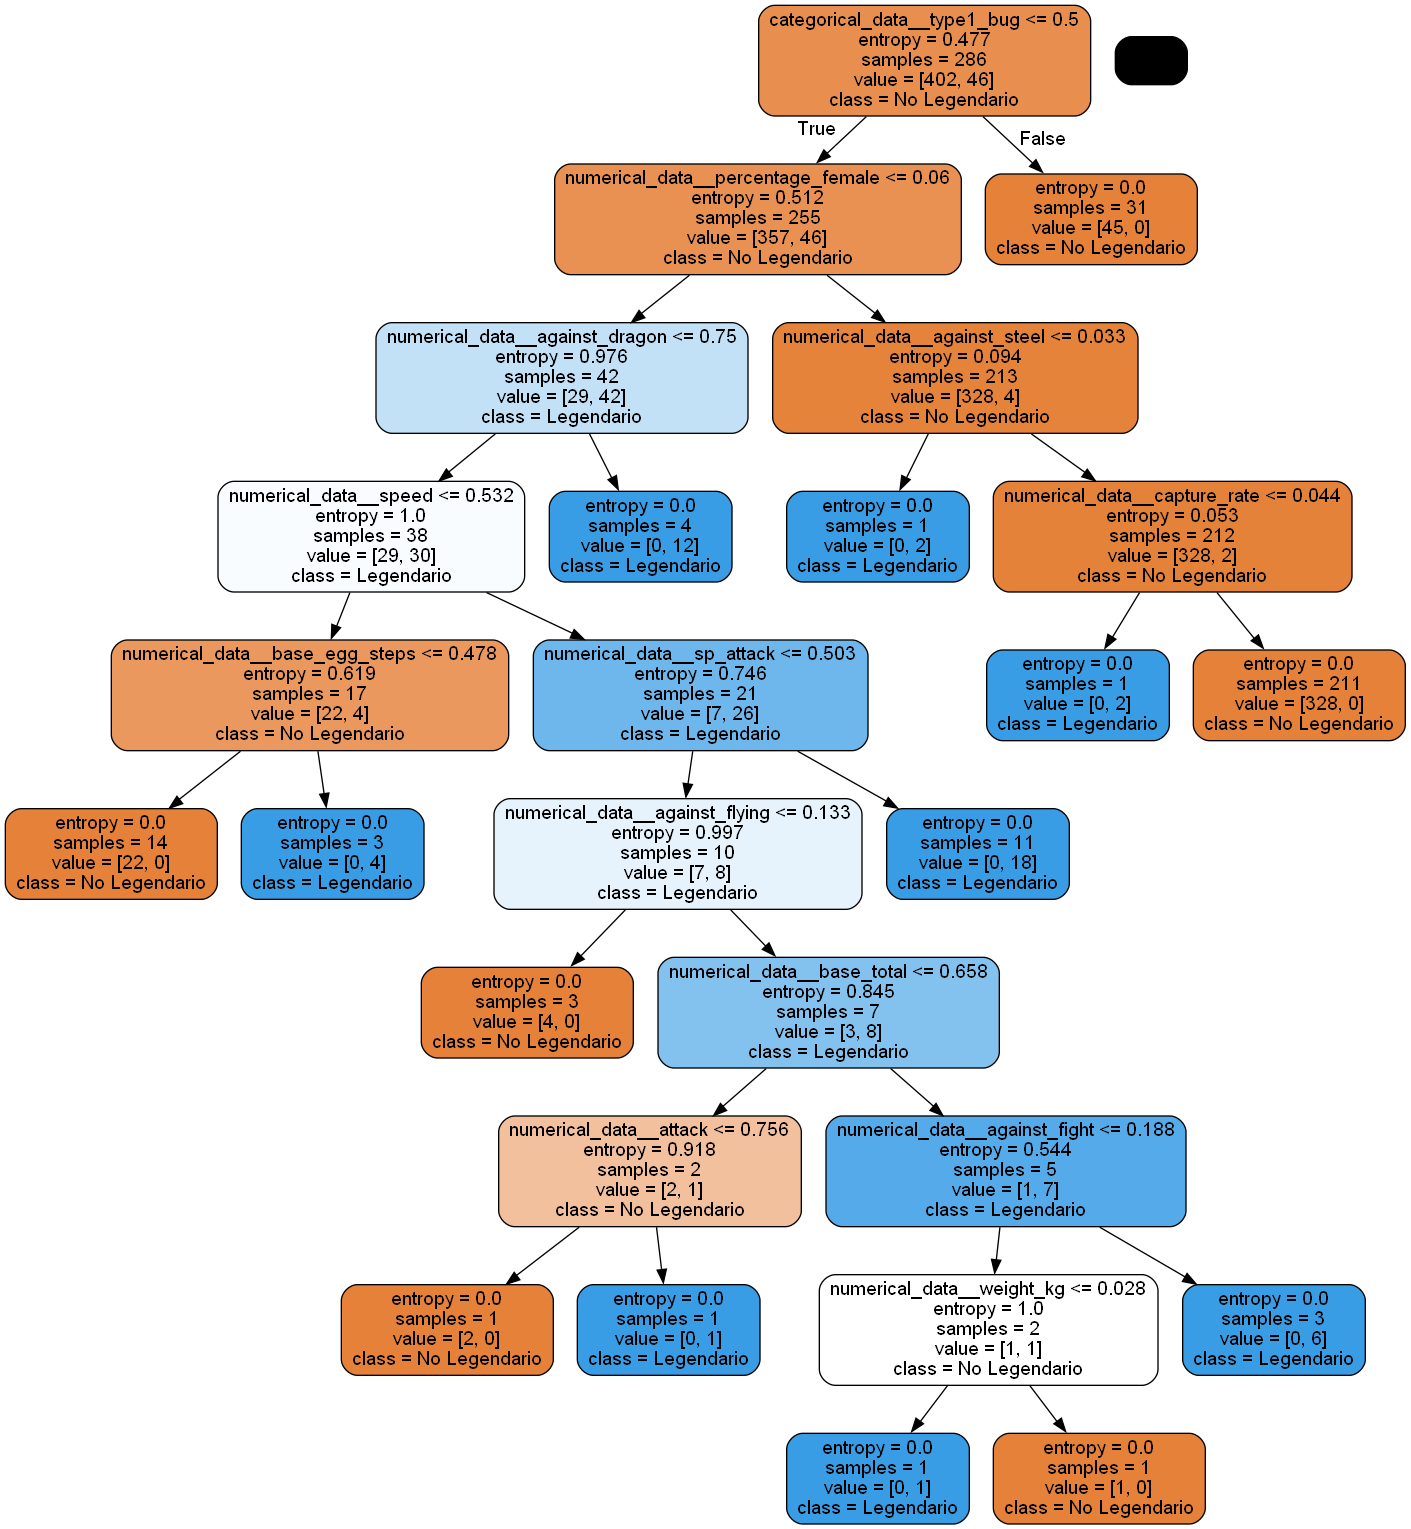 categorical_data__type1_bug <= 0.5
entropy = 0.477
samples = 286
value = [402, 46]
class = No Legendario
True
False
numerical_data__percentage_female <= 0.06
entropy = 0.512
samples = 255
value = [357, 46]
class = No Legendario
entropy = 0.0
samples = 31
value = [45, 0]
class = No Legendario
numerical_data__against_dragon <= 0.75
entropy = 0.976
samples = 42
value = [29, 42]
class = Legendario
numerical_data__against_steel <= 0.033
entropy = 0.094
samples = 213
value = [328, 4]
class = No Legendario
numerical_data__speed <= 0.532
entropy = 1.0
samples = 38
value = [29, 30]
class = Legendario
entropy = 0.0
samples = 4
value = [0, 12]
class = Legendario
entropy = 0.0
samples = 1
value = [0, 2]
class = Legendario
numerical_data__capture_rate <= 0.044
entropy = 0.053
samples = 212
value = [328, 2]
class = No Legendario
numerical_data__base_egg_steps <= 0.478
entropy = 0.619
samples = 17
value = [22, 4]
class = No Legendario
numerical_data__sp_attack <= 0.503
entropy = 0.746
samples = 21
value = [7, 26]
class = Legendario
entropy = 0.0
samples = 1
value = [0, 2]
class = Legendario
entropy = 0.0
samples = 211
value = [328, 0]
class = No Legendario
entropy = 0.0
samples = 14
value = [22, 0]
class = No Legendario
entropy = 0.0
samples = 3
value = [0, 4]
class = Legendario
numerical_data__against_flying <= 0.133
entropy = 0.997
samples = 10
value = [7, 8]
class = Legendario
entropy = 0.0
samples = 11
value = [0, 18]
class = Legendario
entropy = 0.0
samples = 3
value = [4, 0]
class = No Legendario
numerical_data__base_total <= 0.658
entropy = 0.845
samples = 7
value = [3, 8]
class = Legendario
numerical_data__attack <= 0.756
entropy = 0.918
samples = 2
value = [2, 1]
class = No Legendario
numerical_data__against_fight <= 0.188
entropy = 0.544
samples = 5
value = [1, 7]
class = Legendario
entropy = 0.0
samples = 1
value = [2, 0]
class = No Legendario
entropy = 0.0
samples = 1
value = [0, 1]
class = Legendario
numerical_data__weight_kg <= 0.028
entropy = 1.0
samples = 2
value = [1, 1]
class = No Legendario
entropy = 0.0
samples = 3
value = [0, 6]
class = Legendario
entropy = 0.0
samples = 1
value = [0, 1]
class = Legendario
entropy = 0.0
samples = 1
value = [1, 0]
class = No Legendario